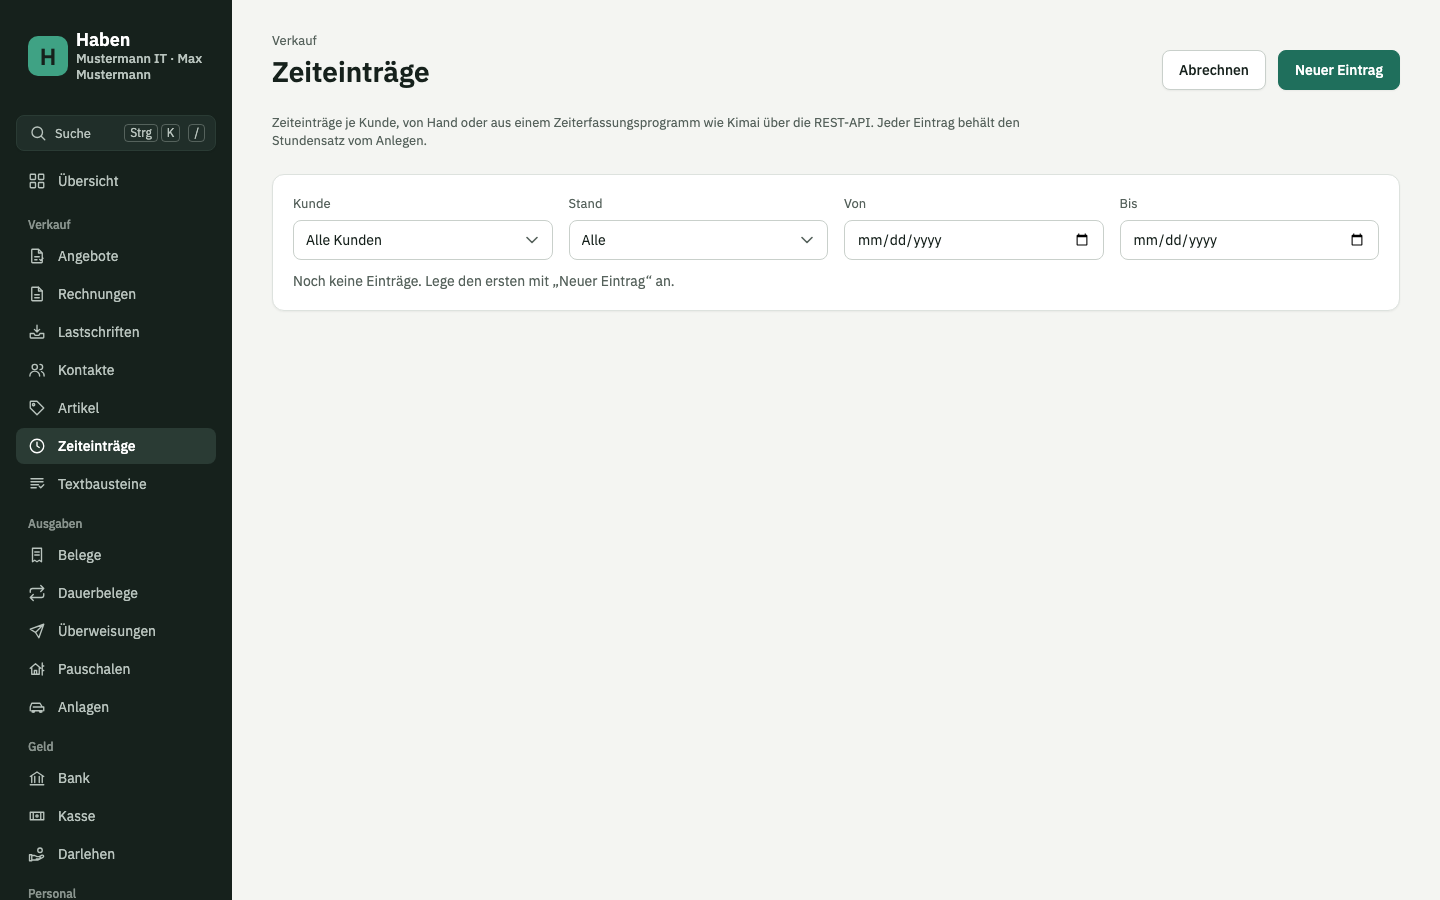 H
Haben
Mustermann IT · Max
Mustermann
Suche
Strg K /
Übersicht
Verkauf
Angebote
Rechnungen
Lastschriften
Kontakte
Artikel
Zeiteinträge
Textbausteine
Ausgaben
Belege
Dauerbelege
Überweisungen
Pauschalen
Anlagen
Geld
Bank
Kasse
Darlehen
Personal
Verkauf
Zeiteinträge
Abrechnen
Neuer Eintrag
Zeiteinträge je Kunde, von Hand oder aus einem Zeiterfassungsprogramm wie Kimai über die REST-API. Jeder Eintrag behält den
Stundensatz vom Anlegen.
Kunde
Alle Kunden
Stand
Alle
Von
mm/dd/yyyy
Bis
mm/dd/yyyy
Noch keine Einträge. Lege den ersten mit „Neuer Eintrag“ an.